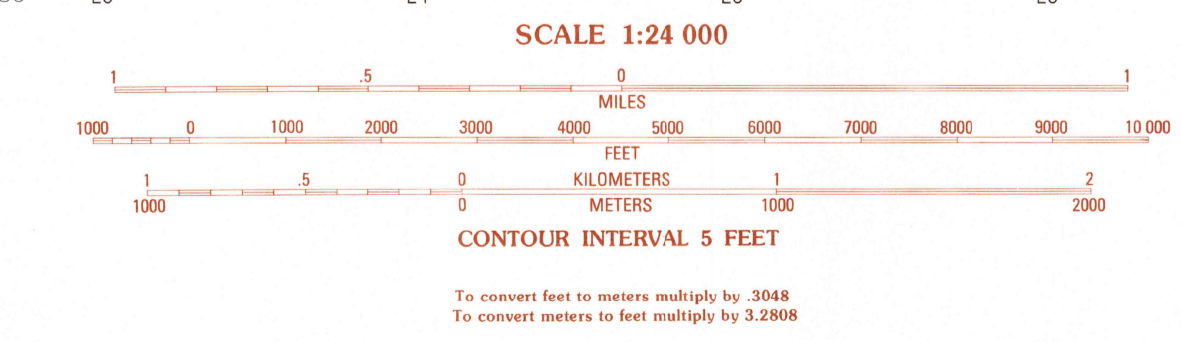 SCALE 1:24 000
1 .5 0 1
MILES
1000 0 1000 2000 3000 4000 5000 6000 7000 8000 9000 10 000
FEET
1 .5 0 KILOMETERS 1 2
1000 0 METERS 1000 2000
CONTOUR INTERVAL 5 FEET
To convert feet to meters multiply by .3048
To convert meters to feet multiply by 3.2808